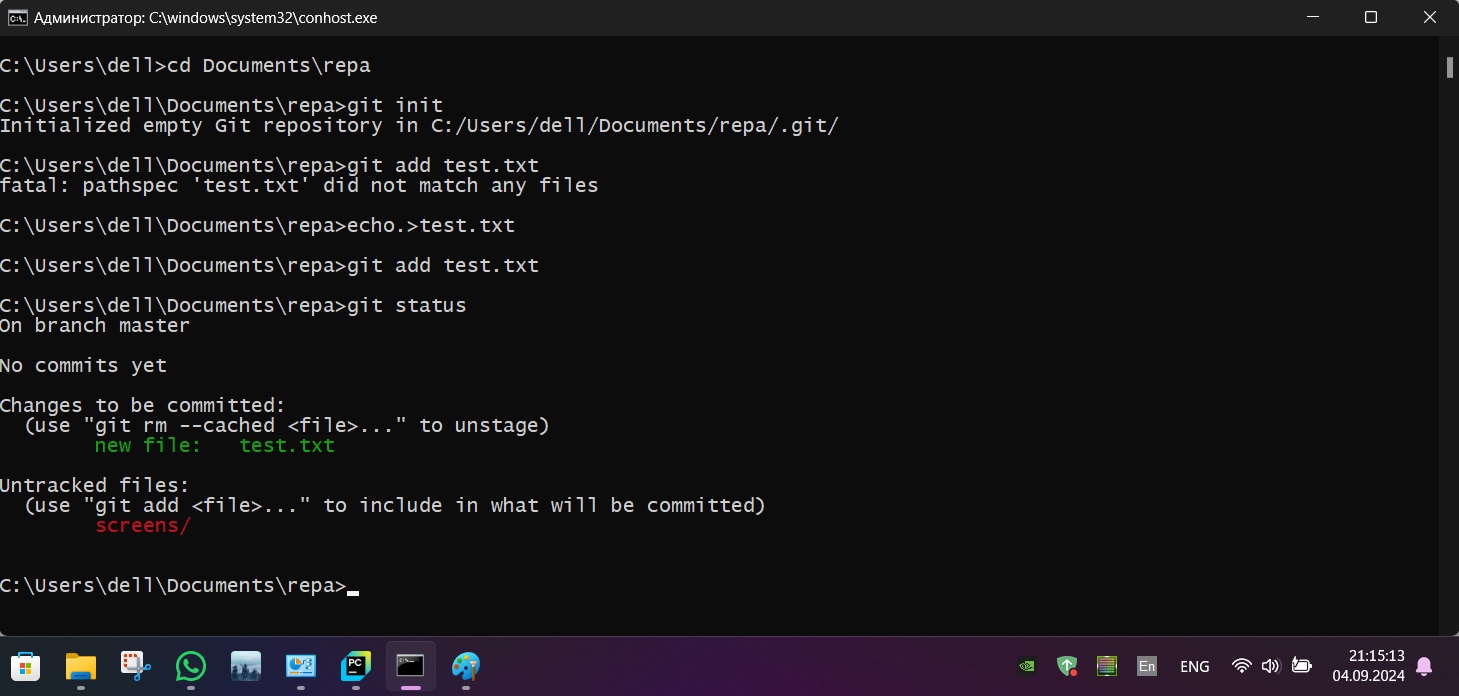 Администратор: C:\windows\system32\conhost.exe
C:\Users\dell>cd Documents\repa
C:\Users\dell\Documents\repa>git init
Initialized empty Git repository in C:/Users/dell/Documents/repa/.git/
C:\Users\dell\Documents\repa>git add test.txt
fatal: pathspec 'test.txt' did not match any files
C:\Users\dell\Documents\repa>echo.>test.txt
C:\Users\dell\Documents\repa>git add test.txt
C:\Users\dell\Documents\repa>git status
On branch master
No commits yet
Changes to be committed:
  (use "git rm --cached <file>..." to unstage)
        new file:   test.txt
Untracked files:
  (use "git add <file>..." to include in what will be committed)
        screens/
C:\Users\dell\Documents\repa>
PC
En
ENG
21:15:13
04.09.2024